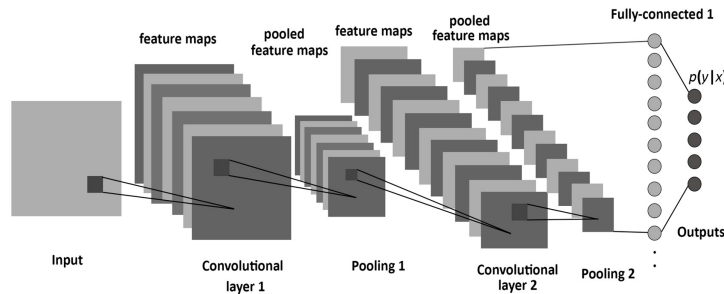 feature maps
pooled
feature maps
feature maps
pooled
feature maps
Fully-connected 1
p(y|x)
Input
Convolutional
layer 1
Pooling 1
Convolutional
layer 2
Pooling 2
Outputs